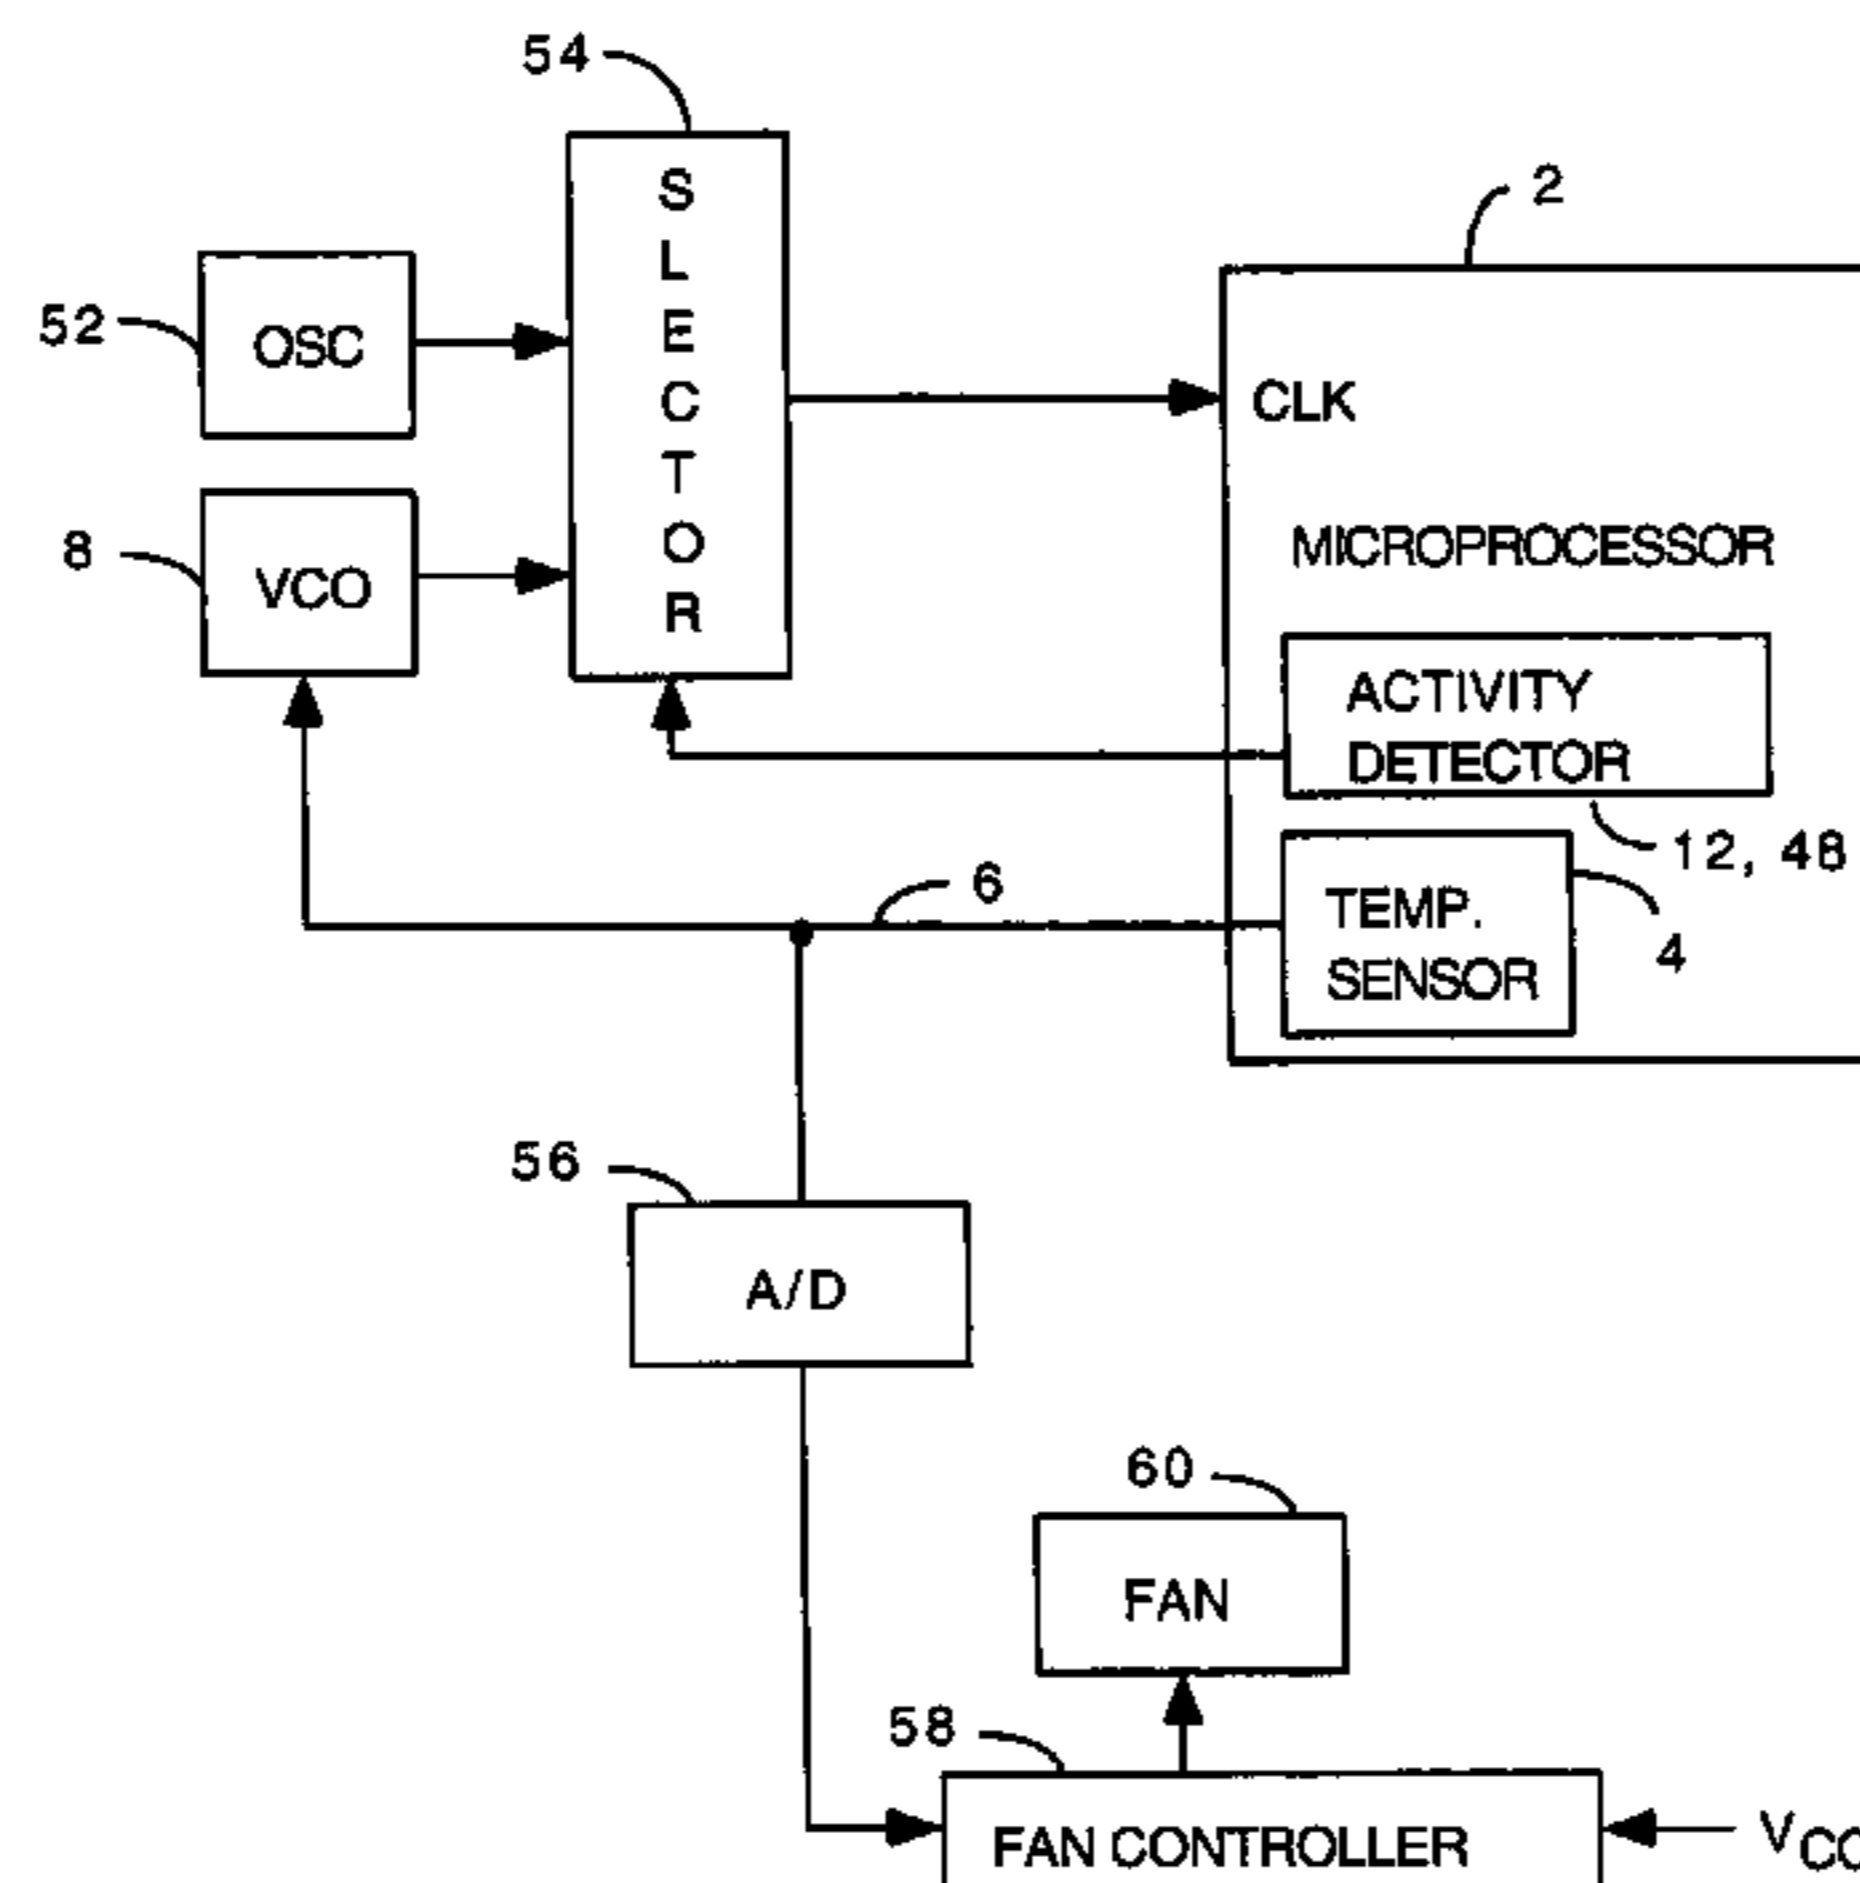 54
S
L
E
C
T
O
R
2
52
OSC
CLK
8
VCO
MICROPROCESSOR
ACTIVITY
DETECTOR
12, 48
6
TEMP.
SENSOR
4
56
A/D
60
FAN
58
FAN CONTROLLER